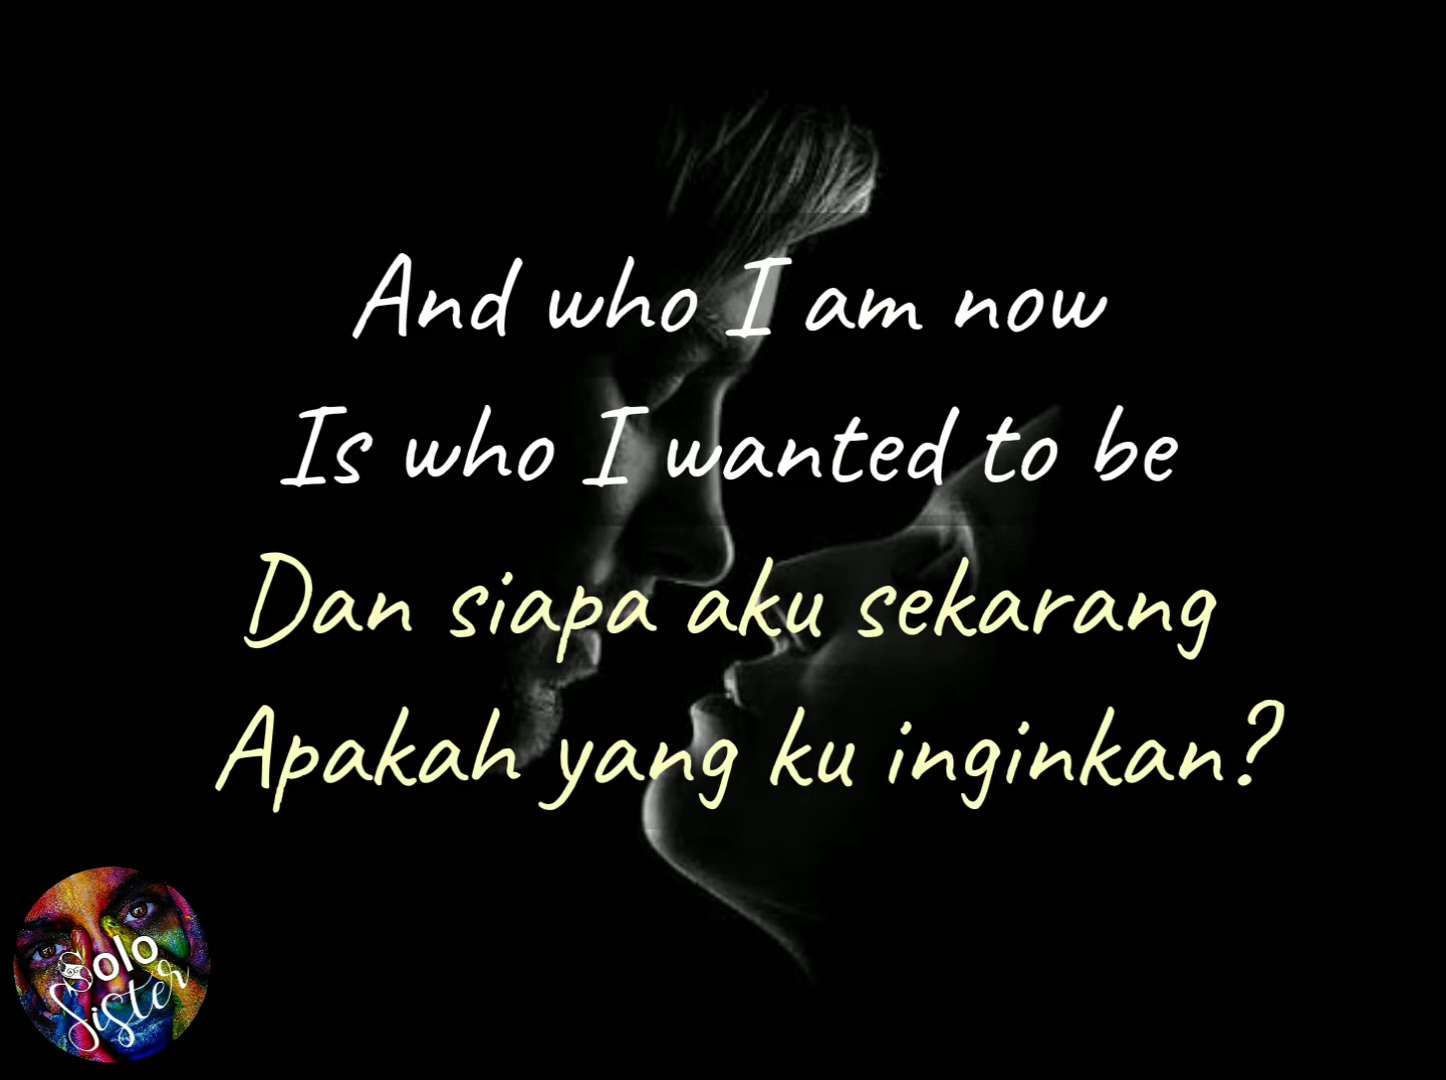 And who I am now
Is who I wanted to be
Dan siapa aku sekarang
Apakah yang ku inginkan?
Solo
Sister